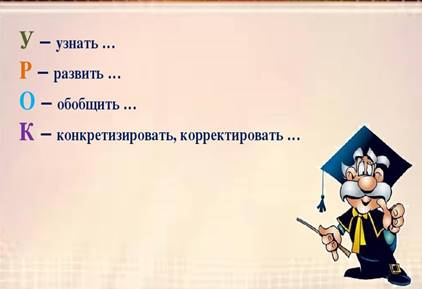 У – узнать ...
Р – развить ...
О – обобщить ...
К – конкретизировать, корректировать ...